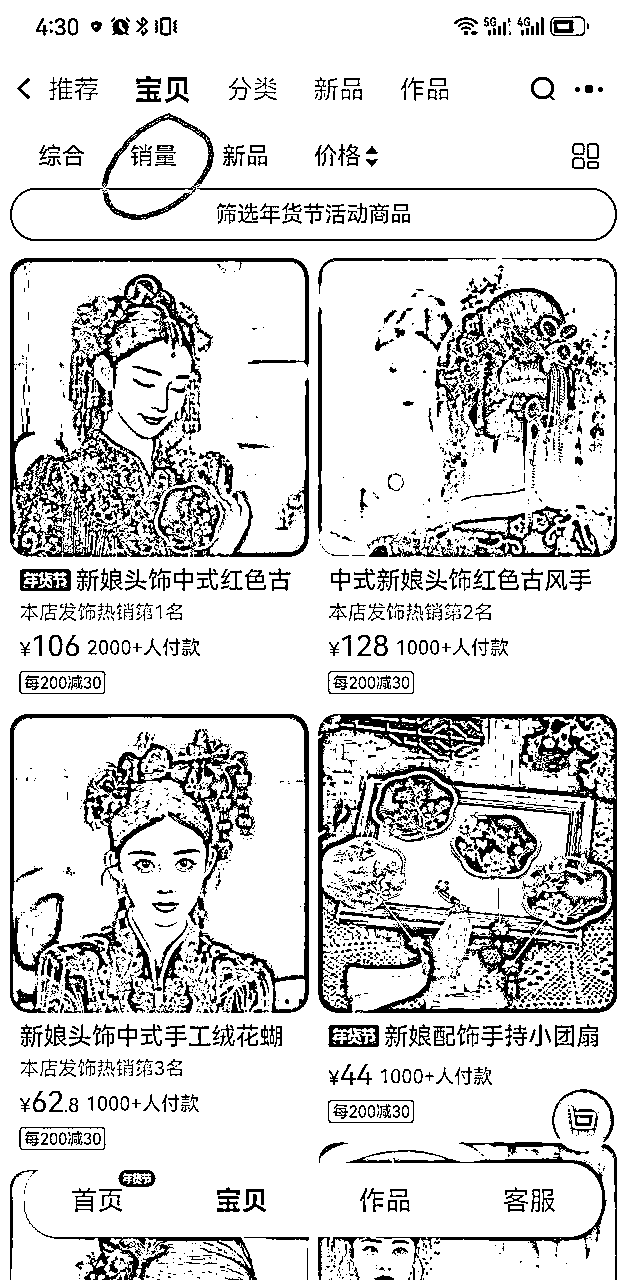 4:30 5G 4G
推荐 宝贝 分类 新品 作品
综合 销量 新品 价格
筛选年货节活动商品
年货节 新娘头饰中式红色古
本店发饰热销第1名
¥106 2000+人付款
每200减30
中式新娘头饰红色古风手
本店发饰热销第2名
¥128 1000+人付款
每200减30
新娘头饰中式手工绒花蝴
本店发饰热销第3名
¥62.8 1000+人付款
每200减30
年货节 新娘配饰手持小团扇
¥44 1000+人付款
每200减30
年货节
首页 宝贝 作品 客服